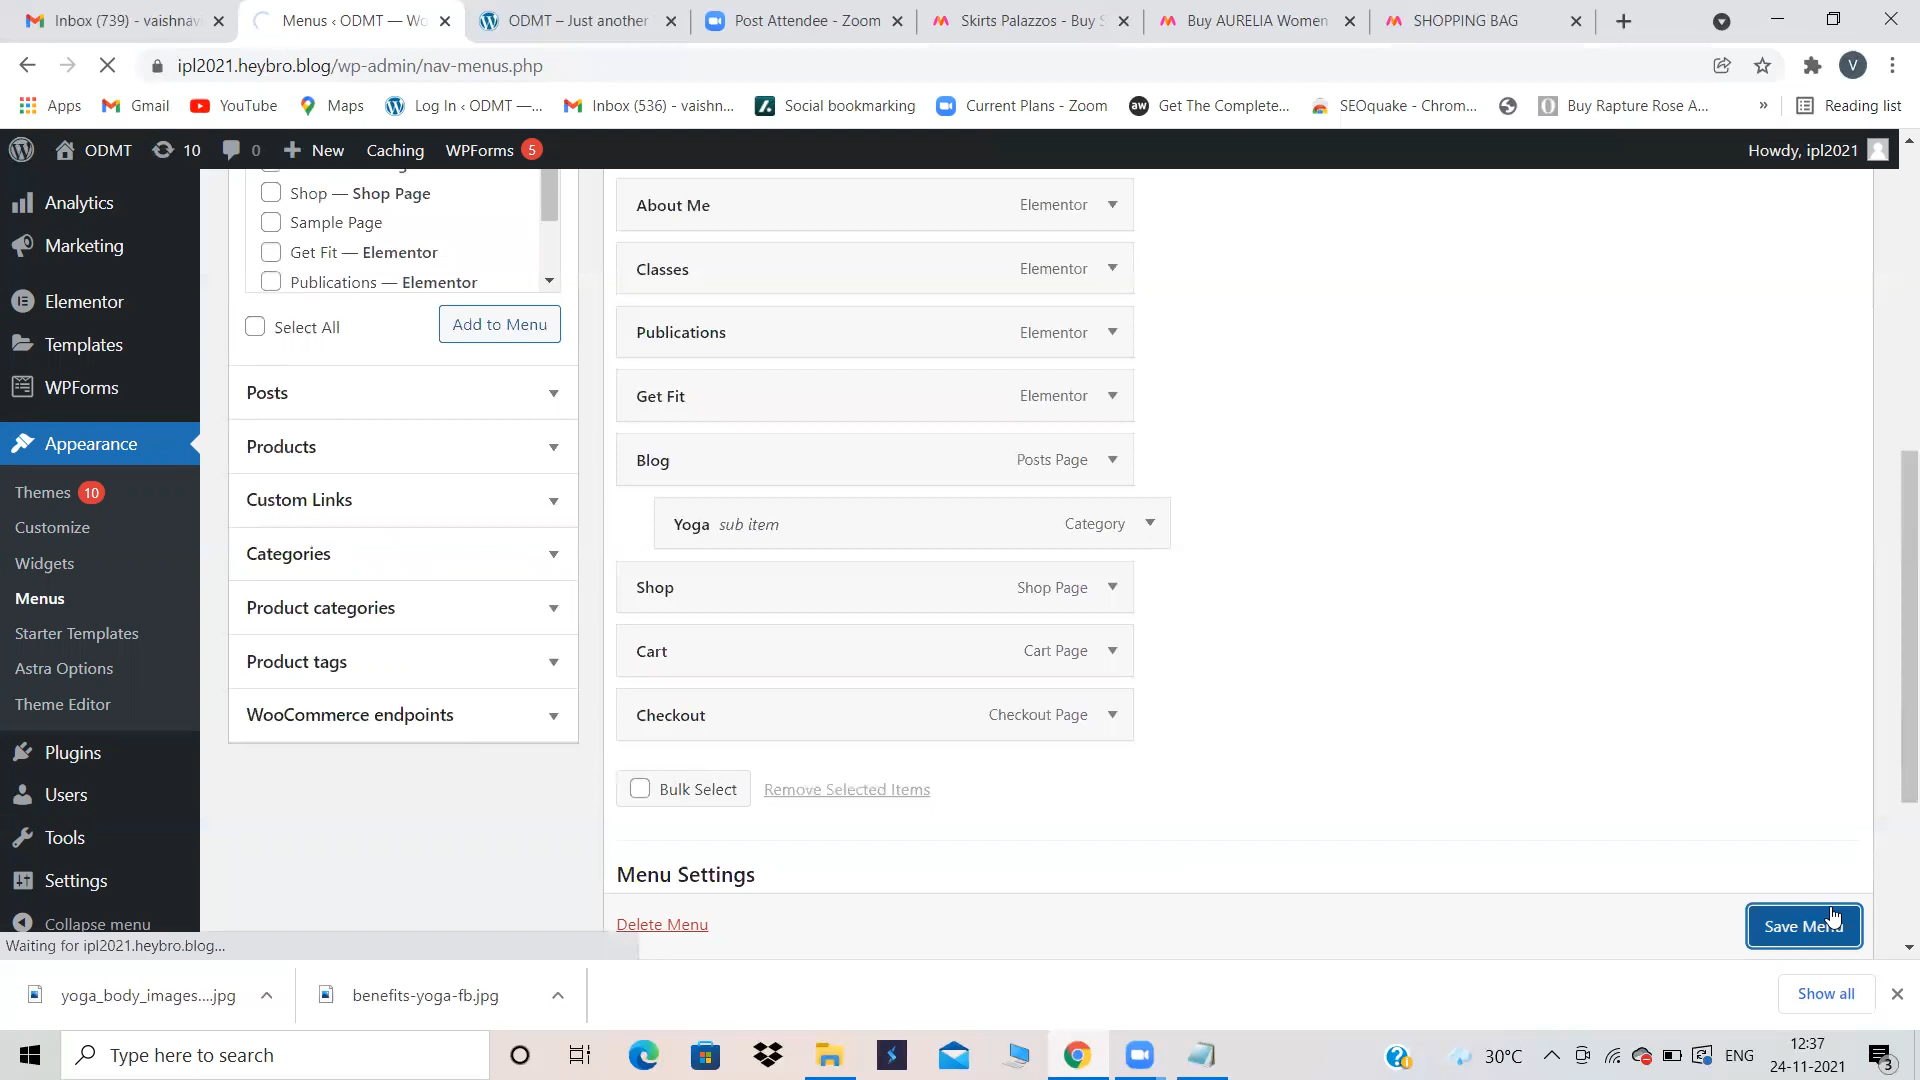 Inbox (739) - vaishnav
Menus ‹ ODMT — Wo
ODMT – Just another
Post Attendee - Zoom
Skirts Palazzos - Buy S
Buy AURELIA Women
SHOPPING BAG
ipl2021.heybro.blog/wp-admin/nav-menus.php
V
Apps
Gmail
YouTube
Maps
Log In ‹ ODMT —...
Inbox (536) - vaishn...
Social bookmarking
Current Plans - Zoom
aw
Get The Complete...
SEOquake - Chrom...
Buy Rapture Rose A...
»
Reading list
ODMT
10
0
New
Caching
WPForms
5
Howdy, ipl2021
Analytics
Marketing
Elementor
Templates
WPForms
Appearance
Themes 10
Customize
Widgets
Menus
Starter Templates
Astra Options
Theme Editor
Plugins
Users
Tools
Settings
Collapse menu
Waiting for ipl2021.heybro.blog...
Shop — Shop Page
Sample Page
Get Fit — Elementor
Publications — Elementor
Select All
Add to Menu
Posts
Products
Custom Links
Categories
Product categories
Product tags
WooCommerce endpoints
About Me Elementor
Classes Elementor
Publications Elementor
Get Fit Elementor
Blog Posts Page
Yoga sub item Category
Shop Shop Page
Cart Cart Page
Checkout Checkout Page
Bulk Select
Remove Selected Items
Menu Settings
Delete Menu
Save Menu
yoga_body_images....jpg
benefits-yoga-fb.jpg
Show all
Type here to search
30°C
ENG
12:37
24-11-2021
3